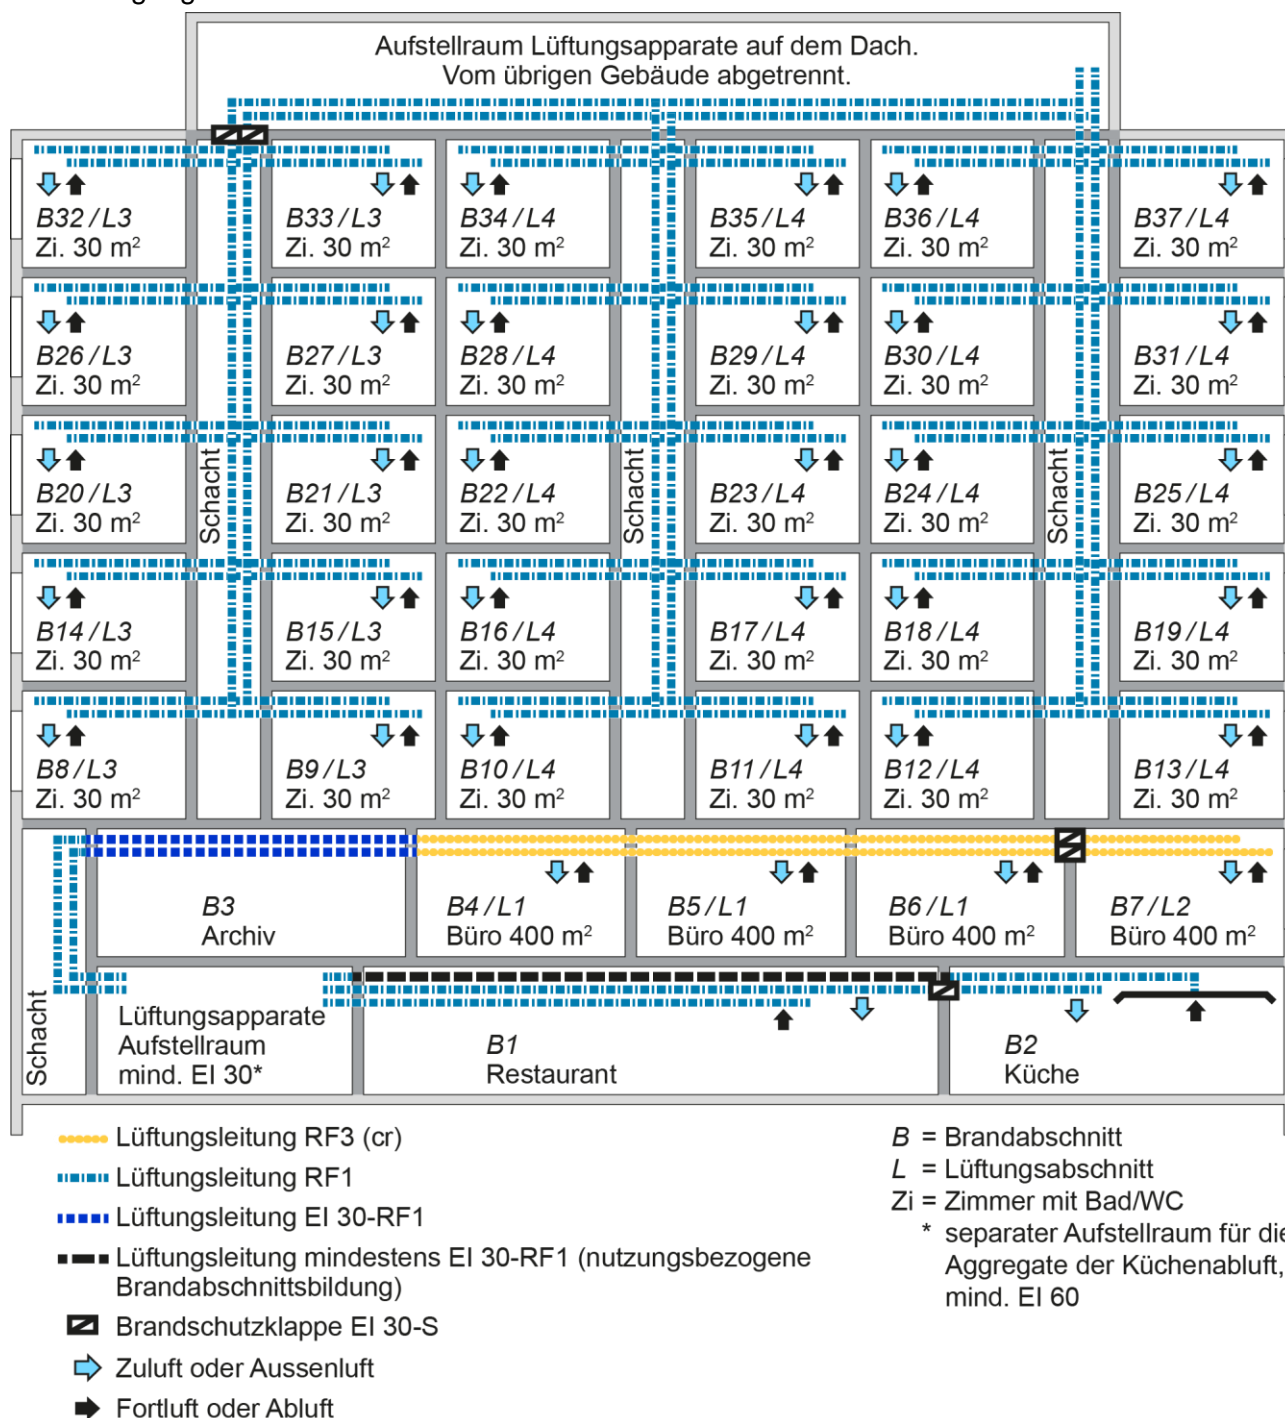 Aufstellraum Lüftungsapparate auf dem Dach.
Vom übrigen Gebäude abgetrennt.
B32/L3
Zi. 30 m²
B33/L3
Zi. 30 m²
B34/L4
Zi. 30 m²
B35/L4
Zi. 30 m²
B36/L4
Zi. 30 m²
B37/L4
Zi. 30 m²
B26/L3
Zi. 30 m²
B27/L3
Zi. 30 m²
B28/L4
Zi. 30 m²
B29/L4
Zi. 30 m²
B30/L4
Zi. 30 m²
B31/L4
Zi. 30 m²
B20/L3
Zi. 30 m²
Schacht
B21/L3
Zi. 30 m²
B22/L4
Zi. 30 m²
Schacht
B23/L4
Zi. 30 m²
B24/L4
Zi. 30 m²
Schacht
B25/L4
Zi. 30 m²
B14/L3
Zi. 30 m²
B15/L3
Zi. 30 m²
B16/L4
Zi. 30 m²
B17/L4
Zi. 30 m²
B18/L4
Zi. 30 m²
B19/L4
Zi. 30 m²
B8/L3
Zi. 30 m²
B9/L3
Zi. 30 m²
B10/L4
Zi. 30 m²
B11/L4
Zi. 30 m²
B12/L4
Zi. 30 m²
B13/L4
Zi. 30 m²
B3
Archiv
B4/L1
Büro 400 m²
B5/L1
Büro 400 m²
B6/L1
Büro 400 m²
B7/L2
Büro 400 m²
Schacht
Lüftungsapparate
Aufstellraum
mind. EI 30*
B1
Restaurant
B2
Küche
Lüftungsleitung RF3 (cr)
Lüftungsleitung RF1
Lüftungsleitung EI 30-RF1
Lüftungsleitung mindestens EI 30-RF1 (nutzungsbezogene
Brandabschnittsbildung)
Brandschutzklappe EI 30-S
Zuluft oder Aussenluft
Fortluft oder Abluft
B = Brandabschnitt
L = Lüftungsabschnitt
Zi = Zimmer mit Bad/WC
* separater Aufstellraum für die
Aggregate der Küchenabluft,
mind. EI 60